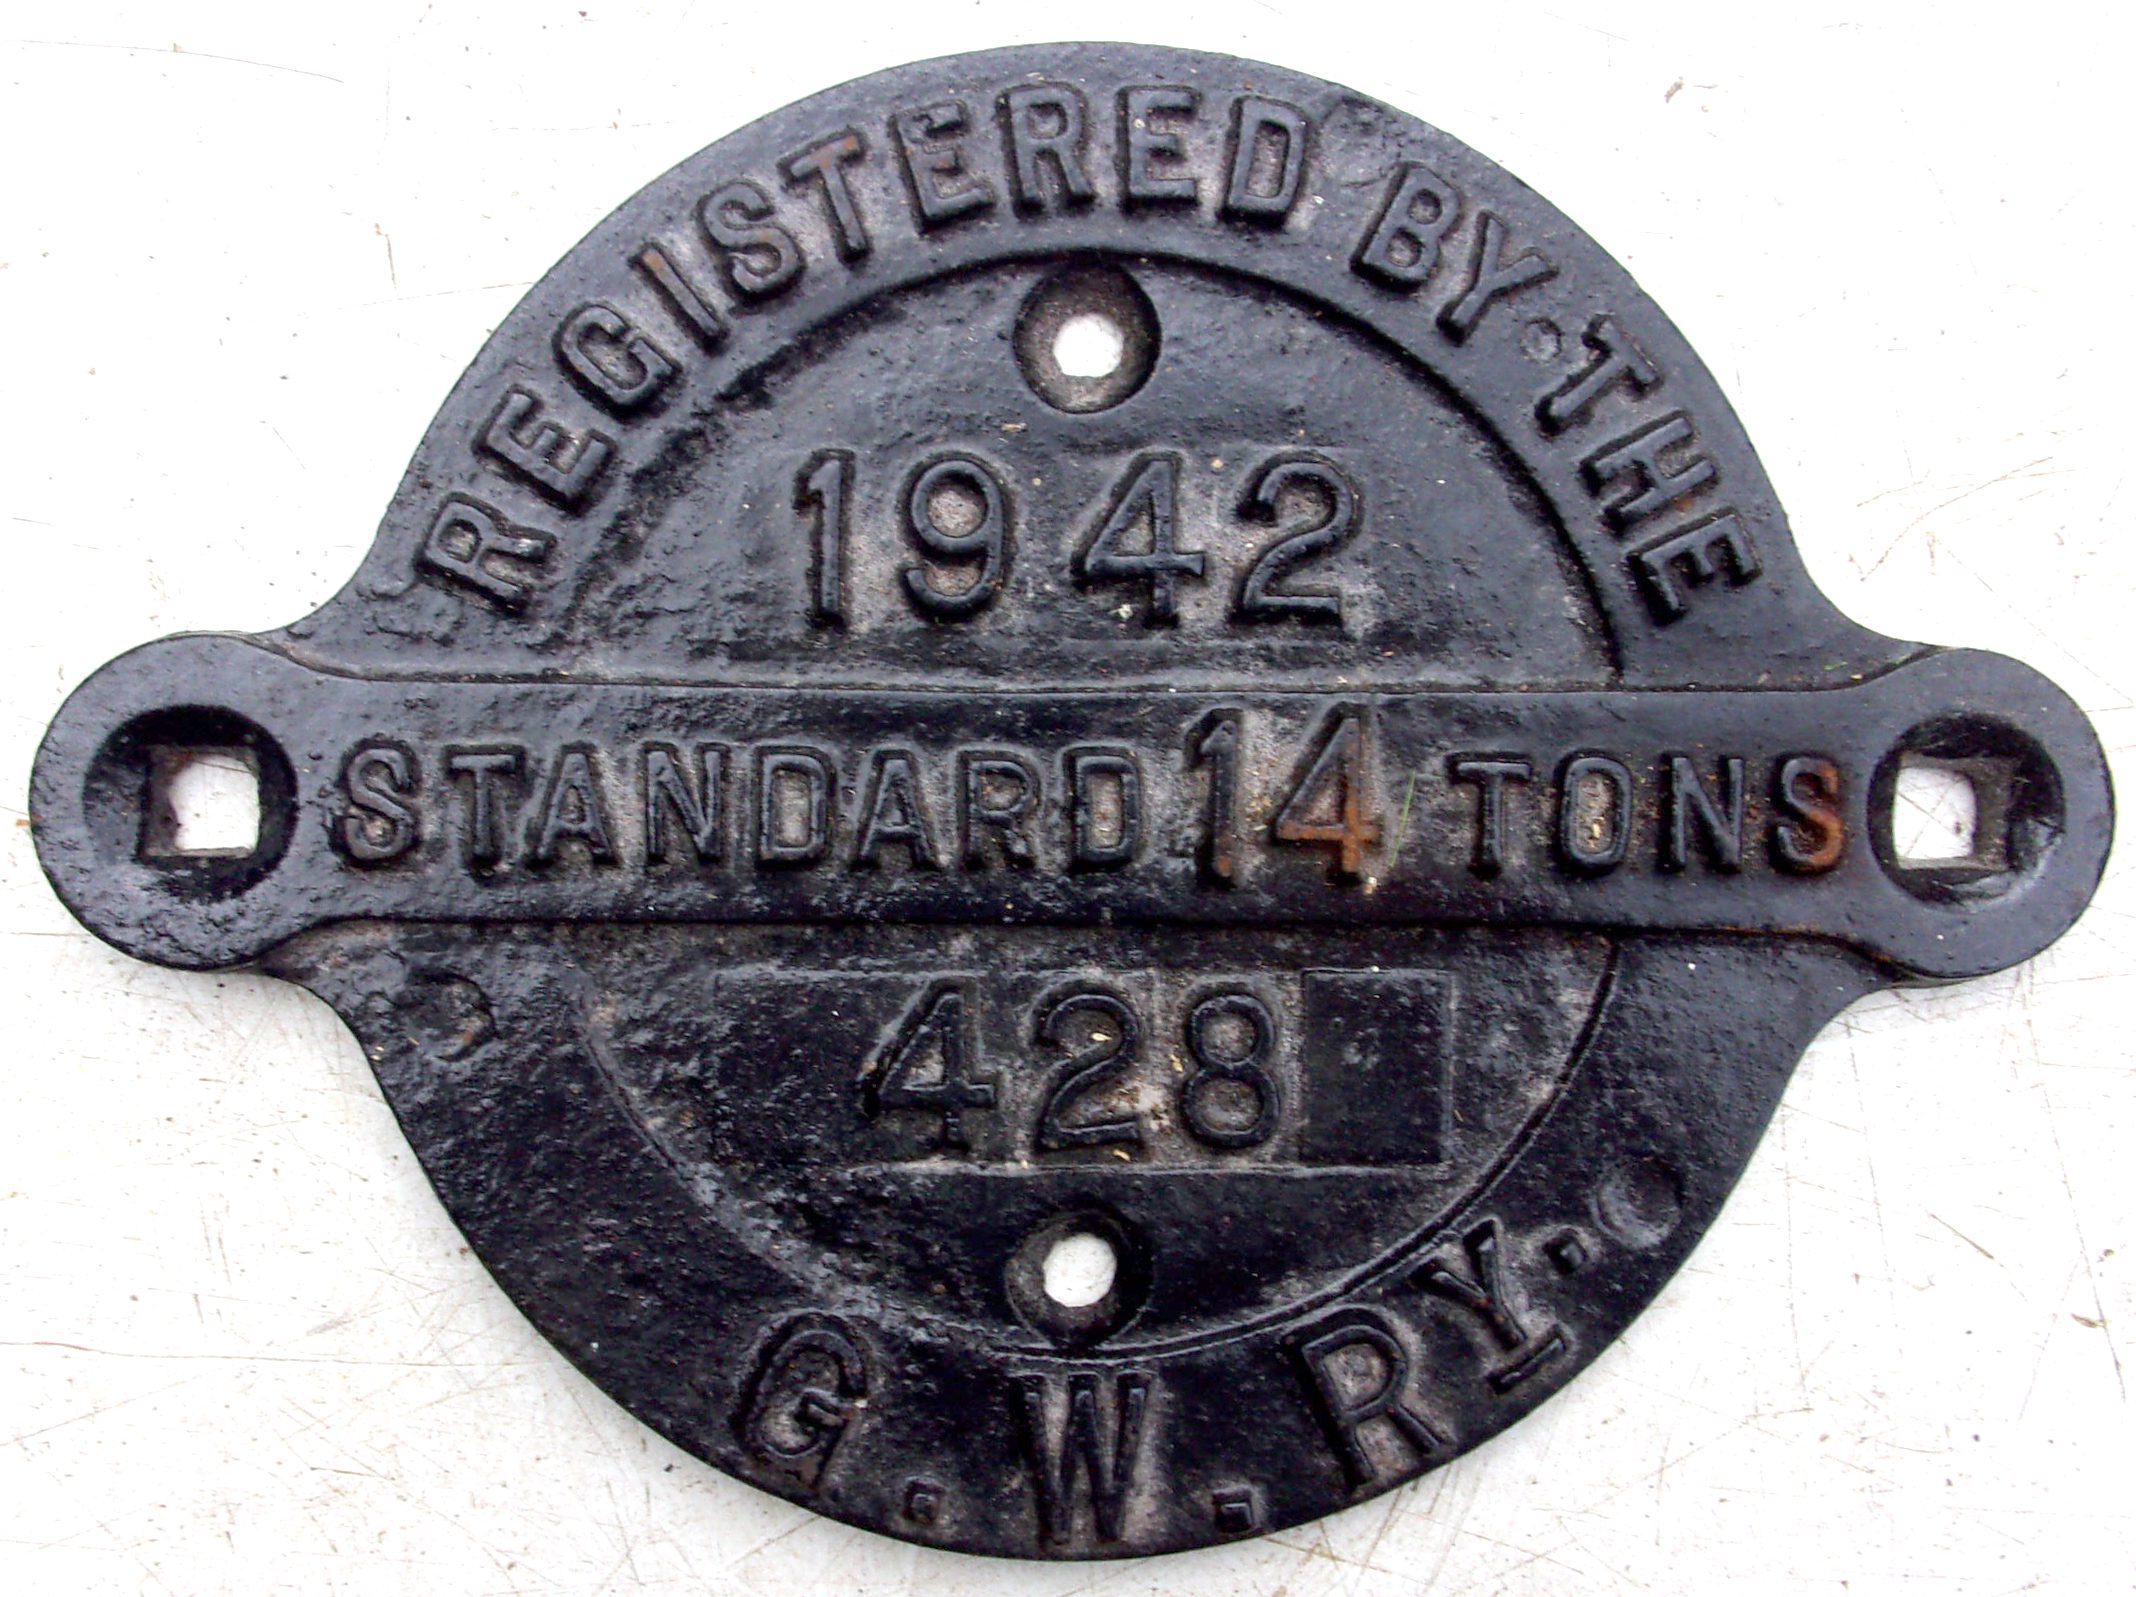 REGISTERED BY THE
1942
STANDARD 14 TONS
428
G.W.RY.